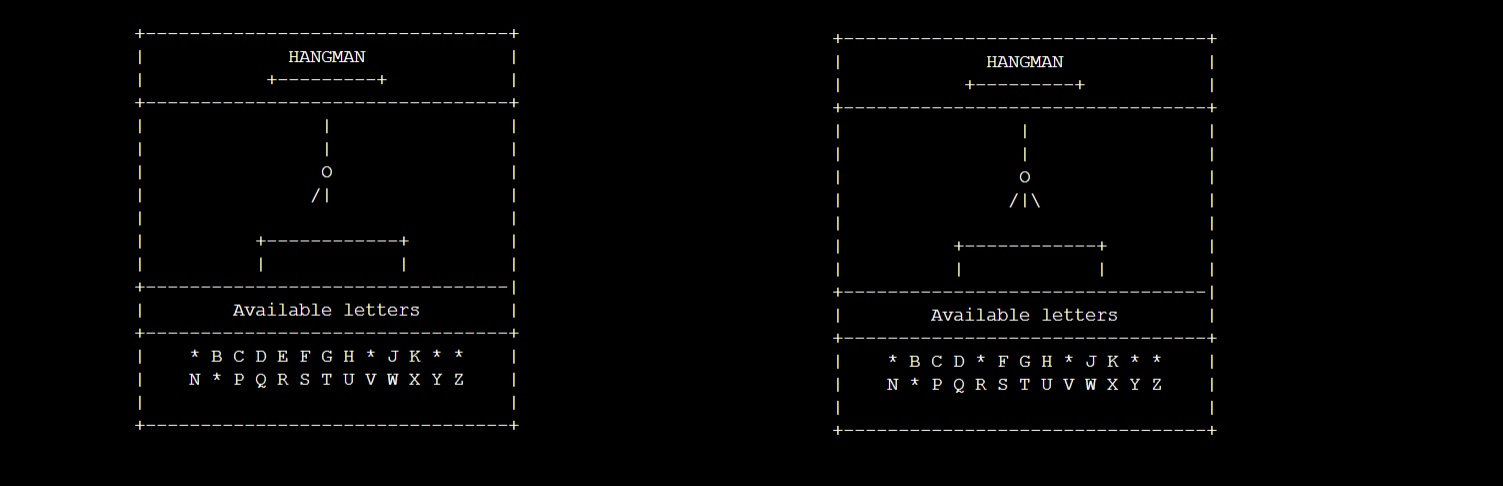 HANGMAN
Available letters
* B C D E F G H * J K * *
N * P Q R S T U V W X Y Z
HANGMAN
Available letters
* B C D * F G H * J K * *
N * P Q R S T U V W X Y Z